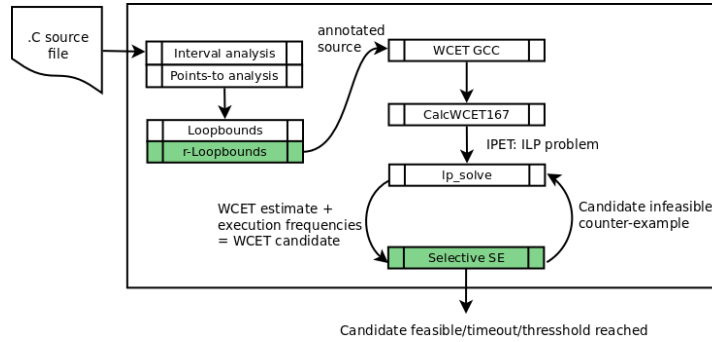 .C source
file
Interval analysis
Points-to analysis
Loopbounds
r-Loopbounds
annotated
source
WCET GCC
CalcWCET167
IPET: ILP problem
lp_solve
WCET estimate +
execution frequencies
= WCET candidate
Candidate infeasible
counter-example
Selective SE
Candidate feasible/timeout/thresshold reached